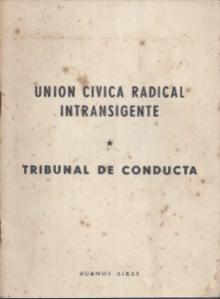 UNION CIVICA RADICAL
INTRANSIGENTE
★
TRIBUNAL DE CONDUCTA
BUENOS AIRES